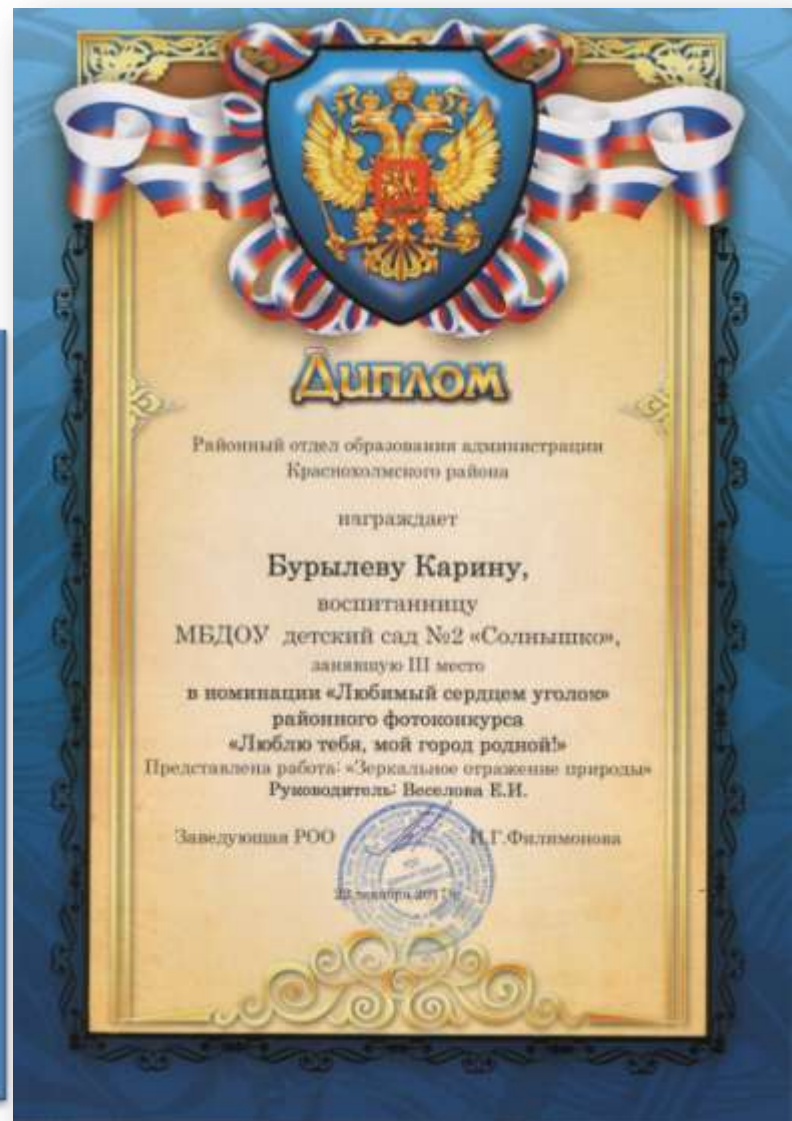 Диплом
Районный отдел образования администрации
Краснохолмского района
награждает
Бурылеву Карину,
воспитанницу
МБДОУ детский сад №2 «Солнышко»,
занявшую III место
в номинации «Любимый сердцем уголок»
районного фотоконкурса
«Люблю тебя, мой город родной!»
Представлена работа: «Зеркальное отражение природы»
Руководитель: Веселова Е.И.
Заведующая РОО Филимонова